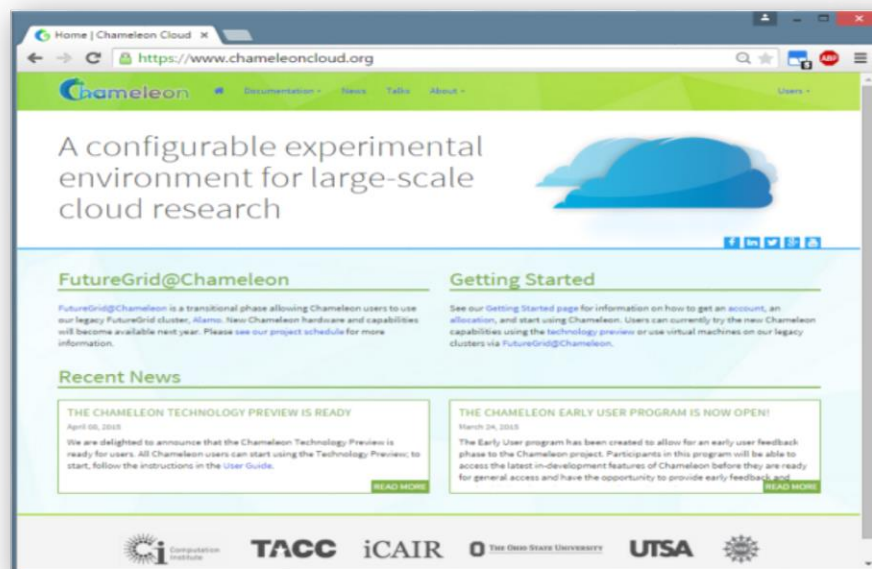 Home | Chameleon Cloud
https://www.chameleoncloud.org
Chameleon Documentation News Talks About Users
A configurable experimental
environment for large-scale
cloud research
FutureGrid@Chameleon
FutureGrid@Chameleon is a transitional phase allowing Chameleon users to use
our legacy FutureGrid cluster, Alamo. New Chameleon hardware and capabilities
will become available next year. Please see our project schedule for more
information.
Getting Started
See our Getting Started page for information on how to get an account, an
allocation, and start using Chameleon. Users can currently try the new Chameleon
capabilities using the technology preview or use virtual machines on our legacy
clusters via FutureGrid@Chameleon.
Recent News
THE CHAMELEON TECHNOLOGY PREVIEW IS READY
April 08, 2015
We are delighted to announce that the Chameleon Technology Preview is
ready for users. All Chameleon users can start using the Technology Preview; to
start, follow the instructions in the User Guide.
READ MORE
THE CHAMELEON EARLY USER PROGRAM IS NOW OPEN!
March 24, 2015
The Early User program has been created to allow for an early user feedback
phase to the Chameleon project. Participants in this program will be able to
access the latest in-development features of Chameleon before they are ready
for general access and have the opportunity to provide early feedback and
READ MORE
Ci Computation
Institute
TACC
iCAIR
THE OHIO STATE UNIVERSITY
UTSA